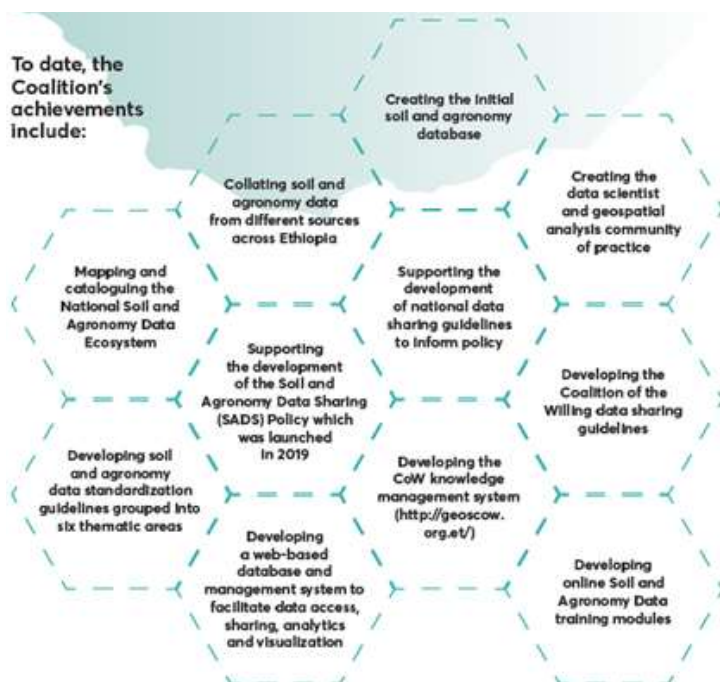 To date, the
Coalition's
achievements
include:
Creating the initial
soil and agronomy
database
Collating soil and
agronomy data
from different sources
across Ethiopia
Creating the
data scientist
and geospatial
analysis community
of practice
Mapping and
cataloguing the
National Soil and
Agronomy Data
Ecosystem
Supporting the
development
of national data
sharing guidelines
to inform policy
Supporting
the development
of the Soil and
Agronomy Data Sharing
(SADS) Policy which
was launched
in 2019
Developing the
Coalition of the
Willing data sharing
guidelines
Developing soil
and agronomy
data standardization
guidelines grouped into
six thematic areas
Developing the
CoW knowledge
management system
(http://geoscow.
org.et/)
Developing
a web-based
database and
management system to
facilitate data access,
sharing, analytics
and visualization
Developing
online Soil and
Agronomy Data
training modules